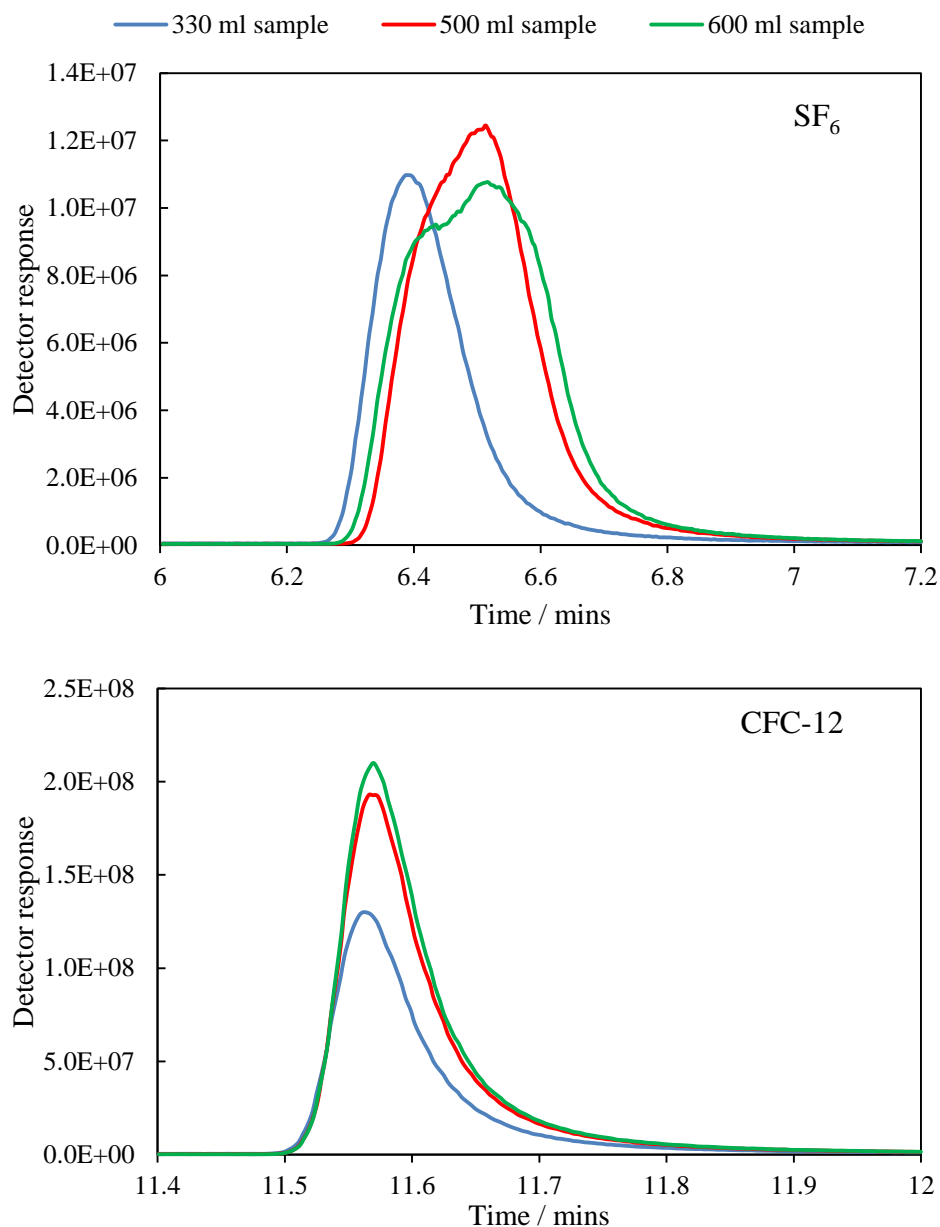 330 ml sample 500 ml sample 600 ml sample
1.4E+07
SF6
1.2E+07
1.0E+07
8.0E+06
6.0E+06
4.0E+06
2.0E+06
0.0E+00
Detector response
6 6.2 6.4 6.6 6.8 7 7.2
Time / mins
2.5E+08
CFC-12
2.0E+08
1.5E+08
1.0E+08
5.0E+07
0.0E+00
Detector response
11.4 11.5 11.6 11.7 11.8 11.9 12
Time / mins